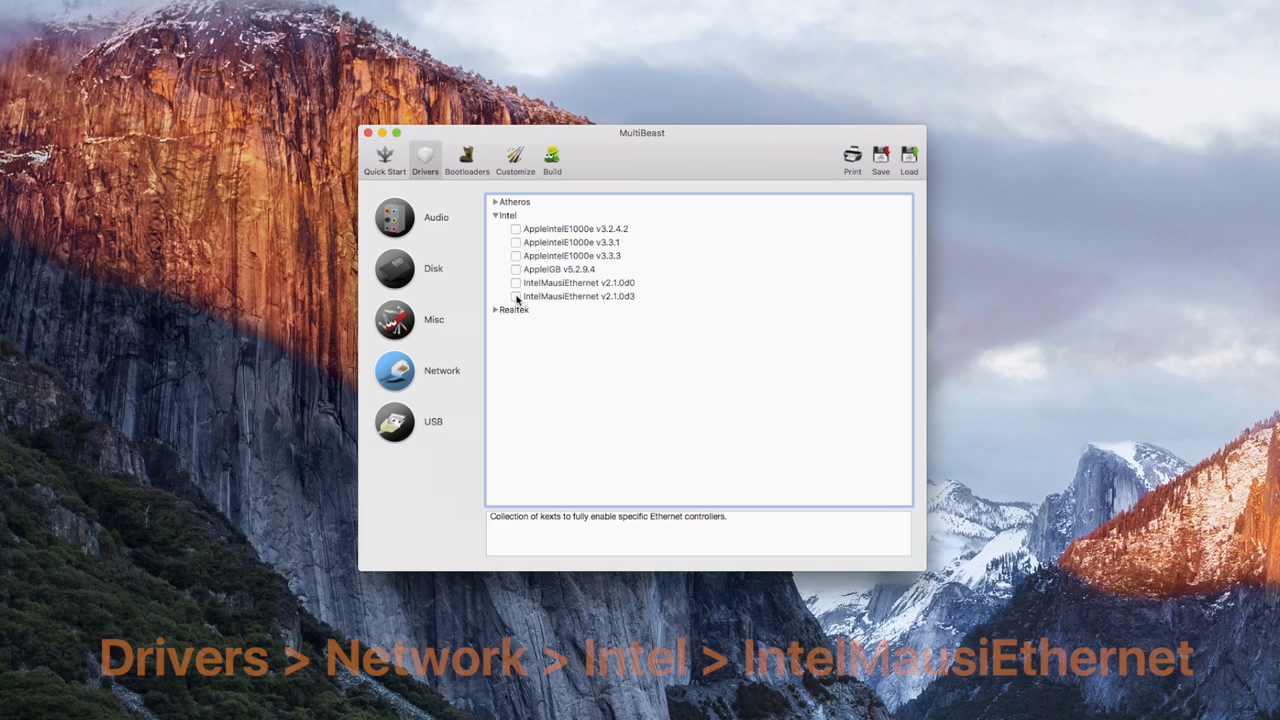 MultiBeast
Quick Start Drivers Bootloaders Customize Build Print Save Load
Audio
Disk
Misc
Network
USB
Atheros
Intel
AppleIntelE1000e v3.2.4.2
AppleIntelE1000e v3.3.1
AppleIntelE1000e v3.3.3
AppleIGB v5.2.9.4
IntelMausiEthernet v2.1.0d0
IntelMausiEthernet v2.1.0d3
Realtek
Collection of kexts to fully enable specific Ethernet controllers.
Drivers > Network > Intel > IntelMausiEthernet